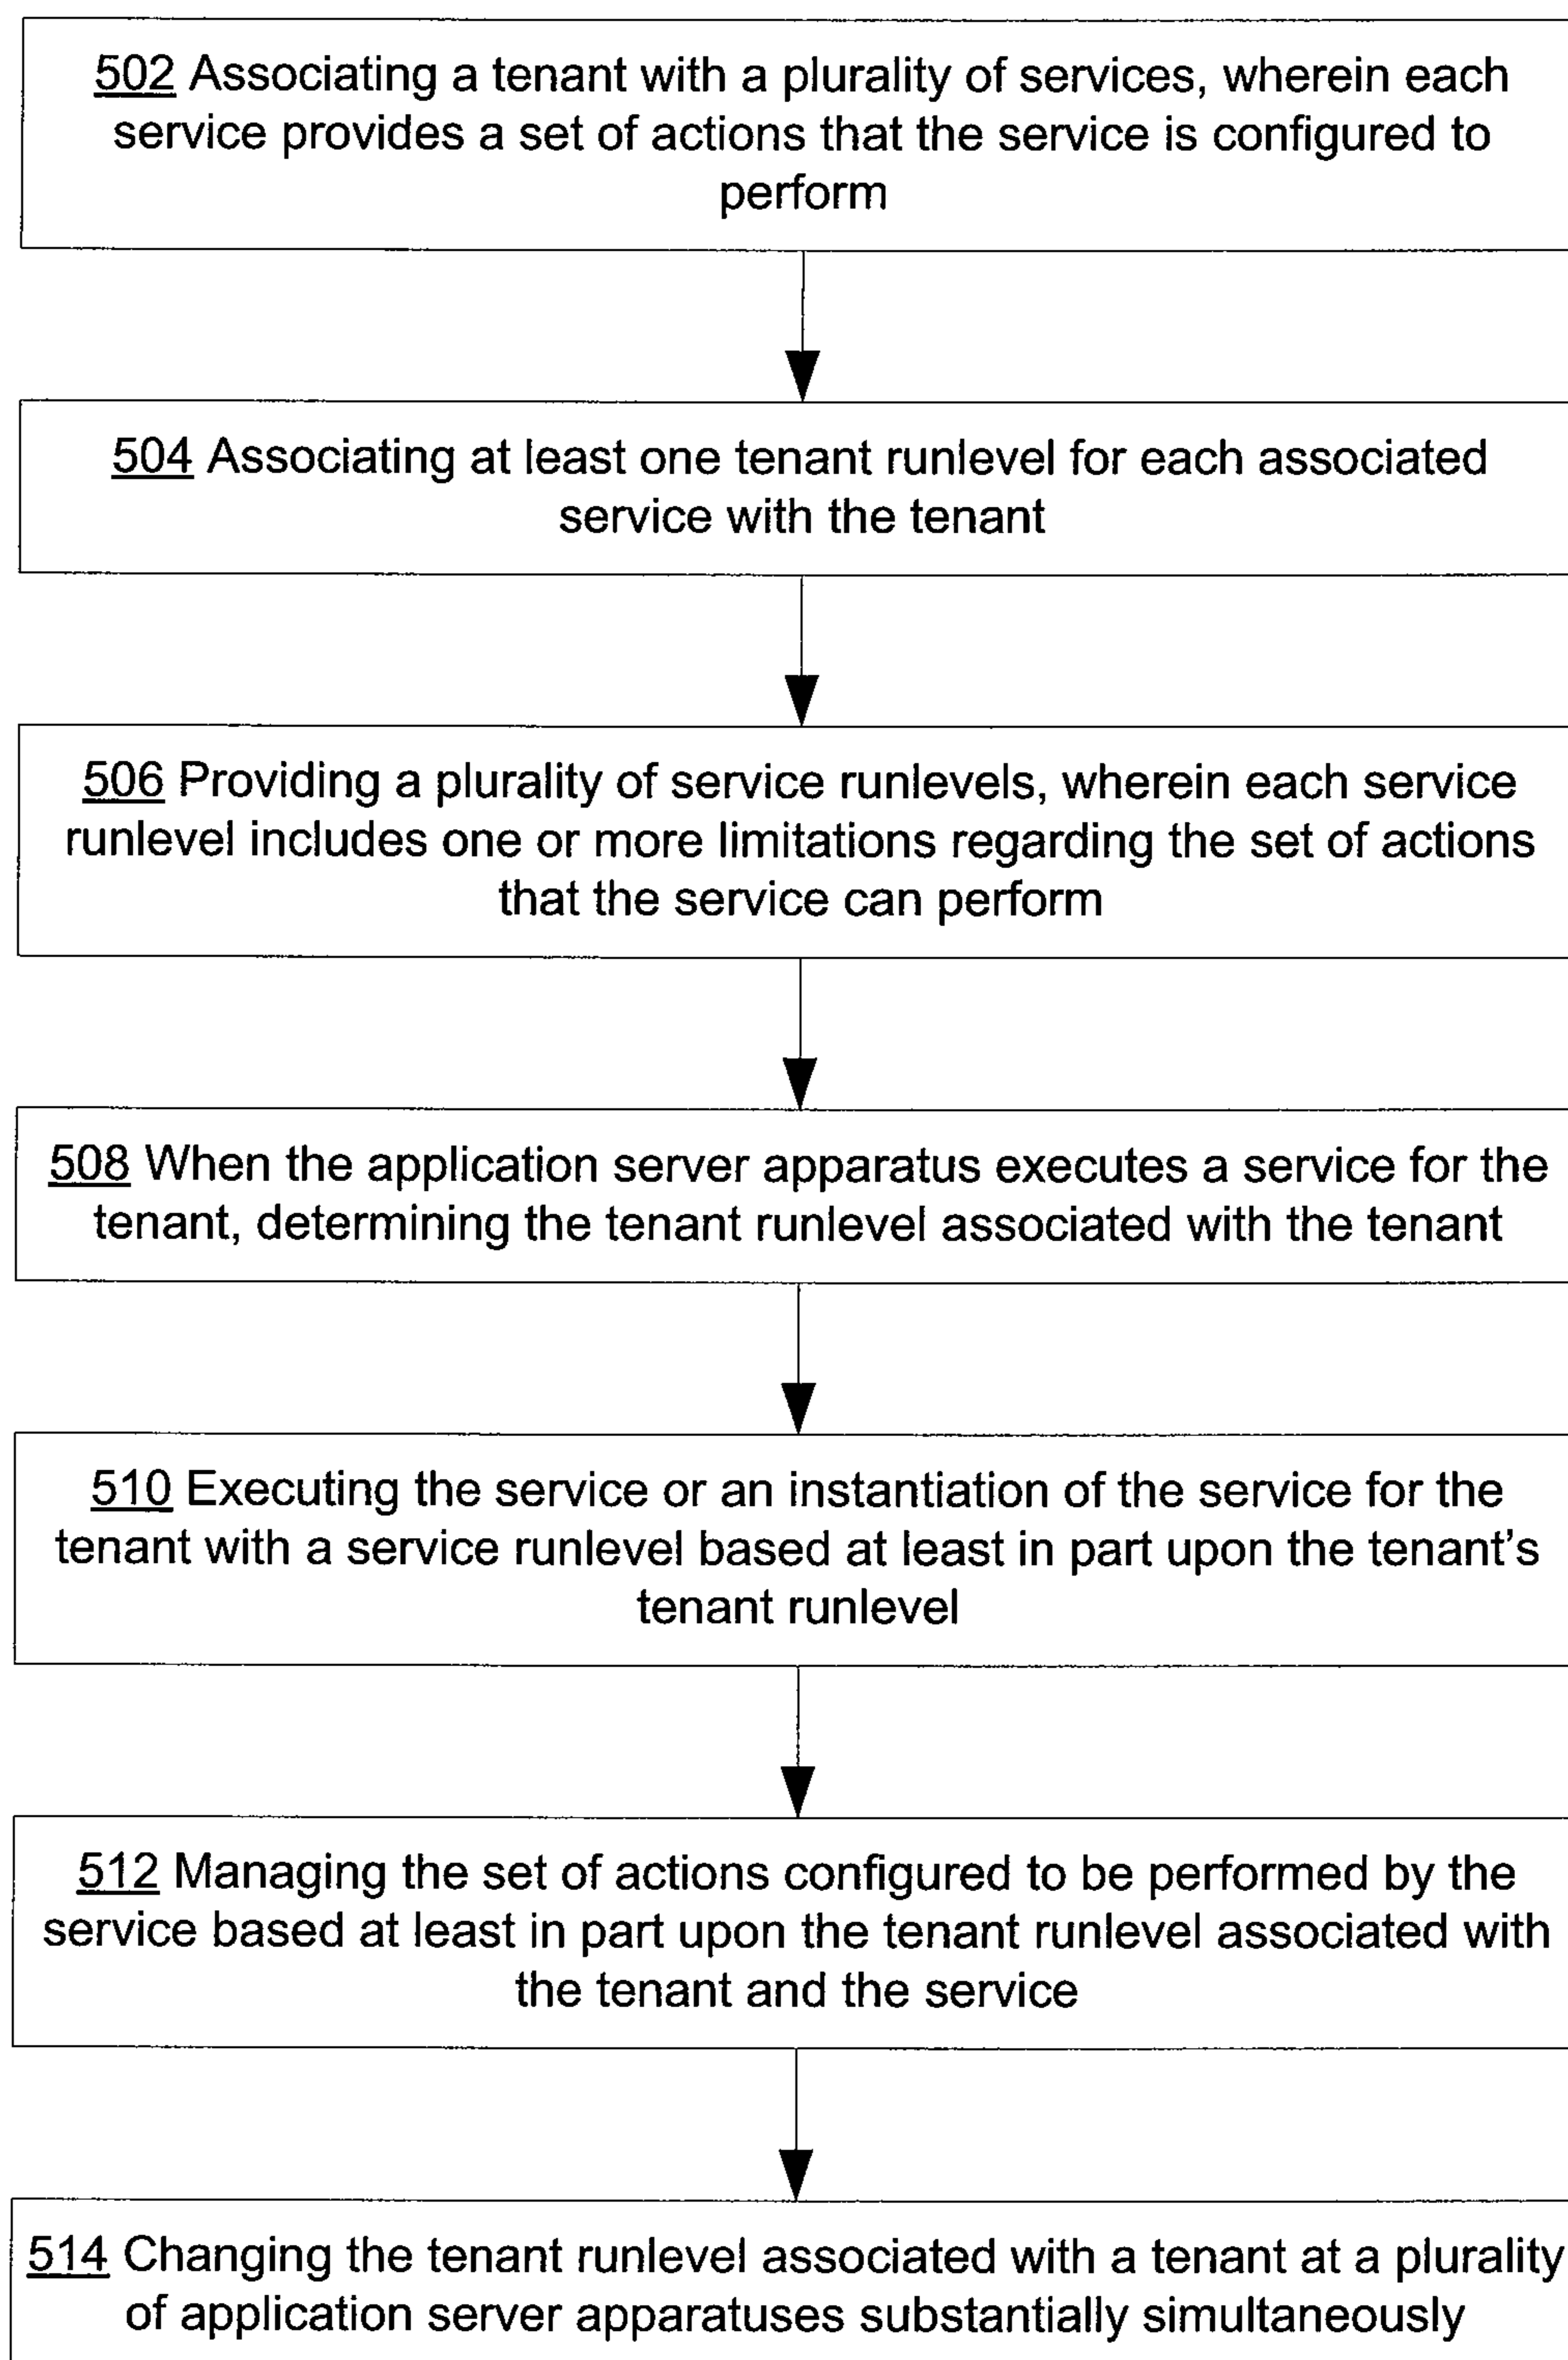 502 Associating a tenant with a plurality of services, wherein each
service provides a set of actions that the service is configured to
perform
504 Associating at least one tenant runlevel for each associated
service with the tenant
506 Providing a plurality of service runlevels, wherein each service
runlevel includes one or more limitations regarding the set of actions
that the service can perform
508 When the application server apparatus executes a service for the
tenant, determining the tenant runlevel associated with the tenant
510 Executing the service or an instantiation of the service for the
tenant with a service runlevel based at least in part upon the tenant's
tenant runlevel
512 Managing the set of actions configured to be performed by the
service based at least in part upon the tenant runlevel associated with
the tenant and the service
514 Changing the tenant runlevel associated with a tenant at a plurality
of application server apparatuses substantially simultaneously